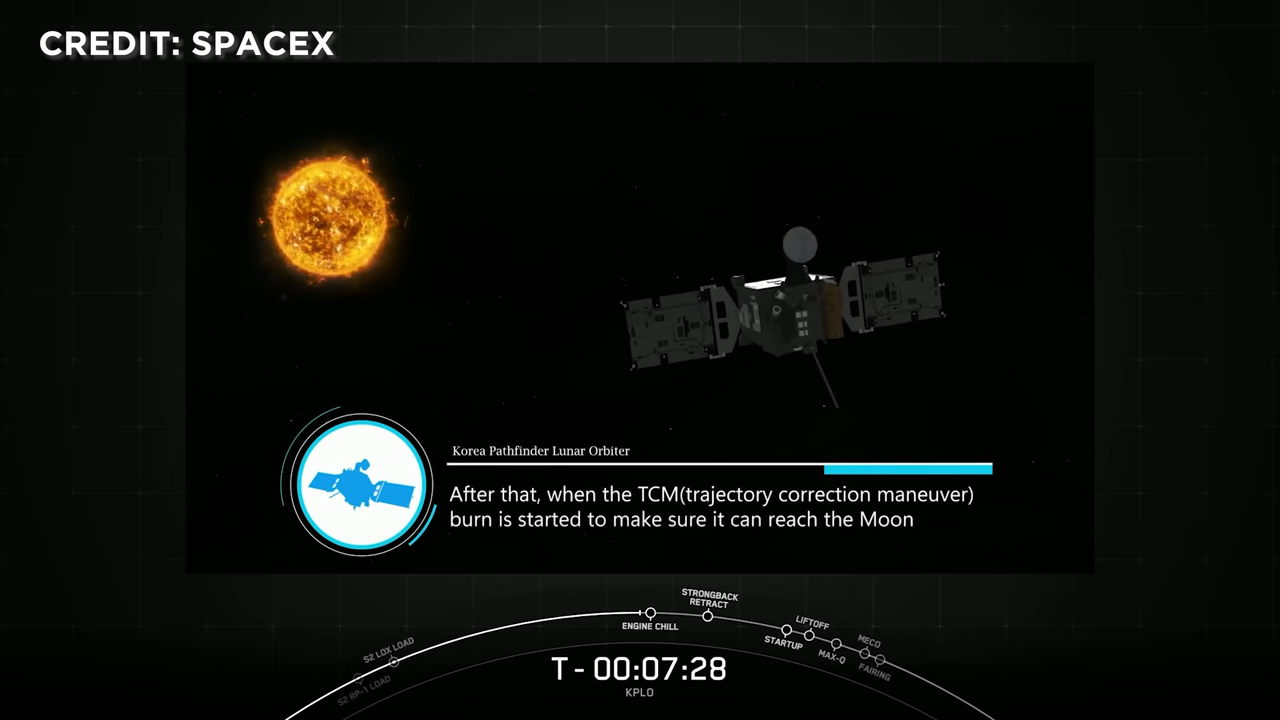 CREDIT: SPACEX
Korea Pathfinder Lunar Orbiter
After that, when the TCM(trajectory correction maneuver)
burn is started to make sure it can reach the Moon
S2 RP-1 LOAD
S2 LOX LOAD
ENGINE CHILL
STRONGBACK
RETRACT
STARTUP
LIFTOFF
MAX-Q
MECO
FAIRING
T - 00:07:28
KPLO